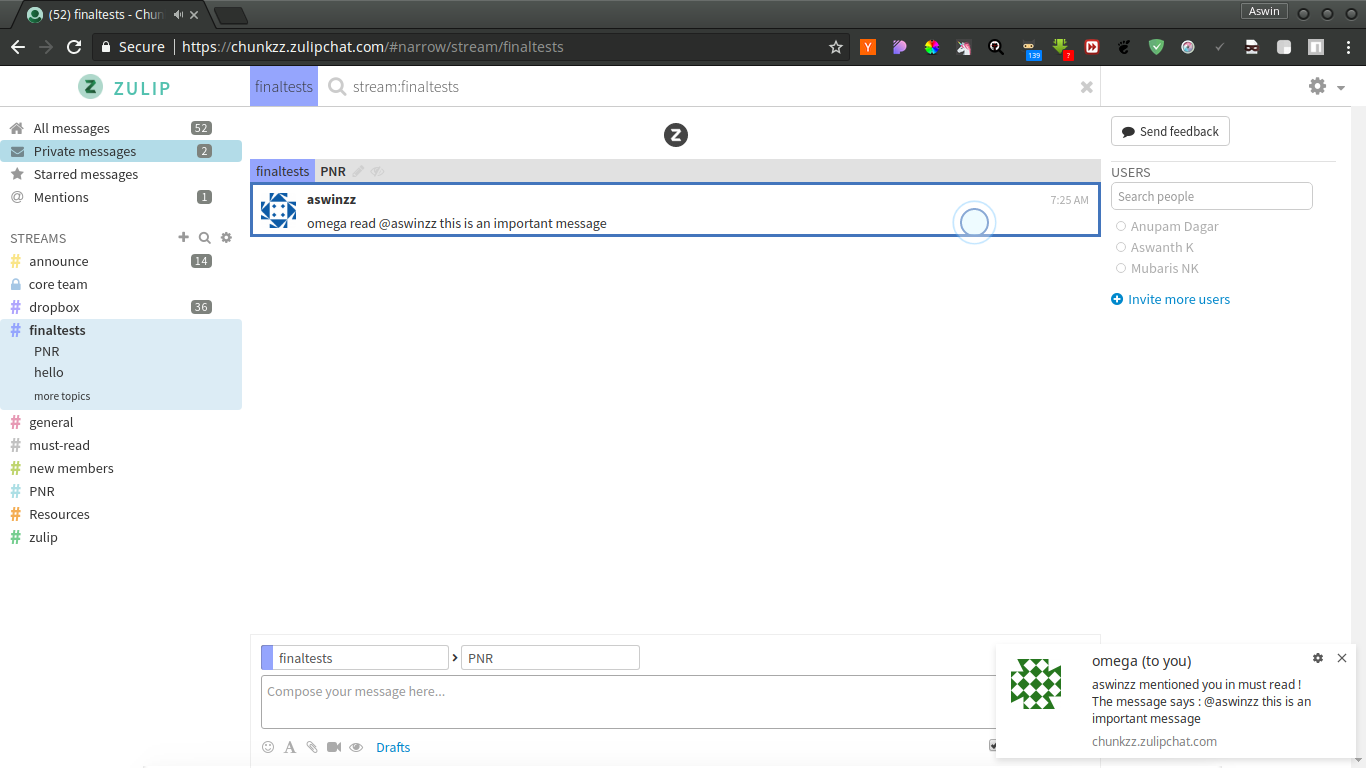 Aswin
(52) finaltests - Chun
Secure
https://chunkzz.zulipchat.com/#narrow/stream/finaltests
139
?
ZULIP
finaltests
stream:finaltests
All messages 52
Private messages 2
Starred messages
Mentions 1
STREAMS
# announce 14
core team
# dropbox 36
# finaltests
PNR
hello
more topics
# general
# must-read
# new members
# PNR
# Resources
# zulip
Z
finaltests PNR
aswinzz 7:25 AM
omega read @aswinzz this is an important message
Send feedback
USERS
Search people
Anupam Dagar
Aswanth K
Mubaris NK
Invite more users
finaltests > PNR
Compose your message here...
Drafts
omega (to you)
aswinzz mentioned you in must read !
The message says : @aswinzz this is an
important message
chunkzz.zulipchat.com